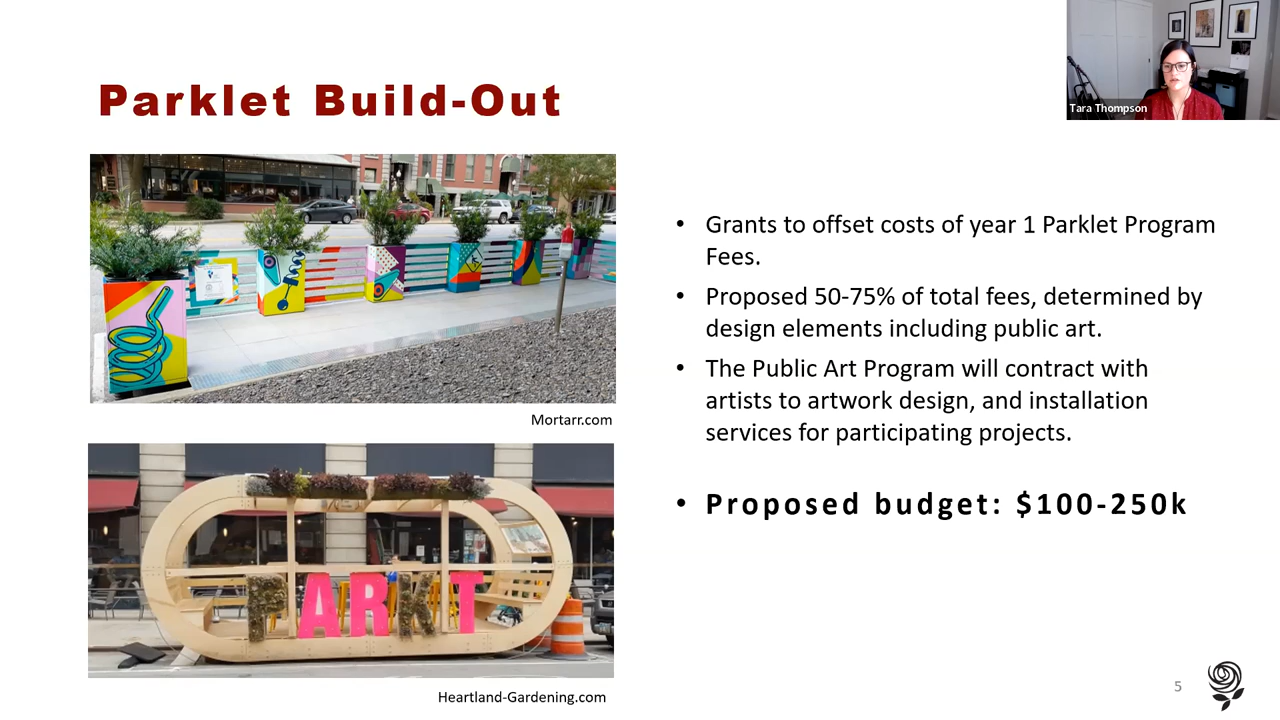 Parklet Build-Out
Tara Thompson
Mortarr.com
PARKT
Heartland-Gardening.com
• Grants to offset costs of year 1 Parklet Program
Fees.
• Proposed 50-75% of total fees, determined by
design elements including public art.
• The Public Art Program will contract with
artists to artwork design, and installation
services for participating projects.
• Proposed budget: $100-250k
5